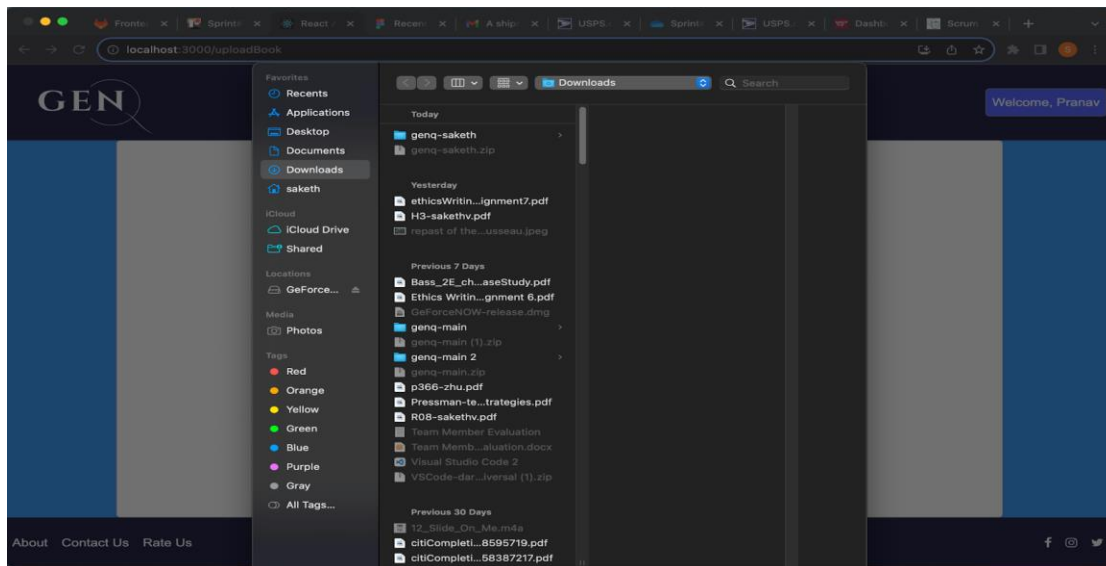 Fronte
Sprint
React
Recen
A ship
USPS
Sprint
USPS
Dashb
Scrum
localhost:3000/uploadBook
GEN
Welcome, Pranav
Favorites
Recents
Applications
Desktop
Documents
Downloads
saketh
iCloud
iCloud Drive
Shared
Locations
GeForce...
Media
Photos
Tags
Red
Orange
Yellow
Green
Blue
Purple
Gray
All Tags...
Downloads
Search
Today
genq-saketh
genq-saketh.zip
Yesterday
ethicsWritin...ignment7.pdf
H3-sakethv.pdf
repast of the...usseau.jpeg
Previous 7 Days
Bass_2E_ch...aseStudy.pdf
Ethics Writin...gnment 6.pdf
GeForceNOW-release.dmg
genq-main
genq-main (1).zip
genq-main 2
genq-main.zip
p366-zhu.pdf
Pressman-te...trategies.pdf
R08-sakethv.pdf
Team Member Evaluation
Team Memb...aluation.docx
Visual Studio Code 2
VSCode-dar...iversal (1).zip
Previous 30 Days
12_Slide_On_Me.m4a
citiCompleti...8595719.pdf
citiCompleti...58387217.pdf
About Contact Us Rate Us